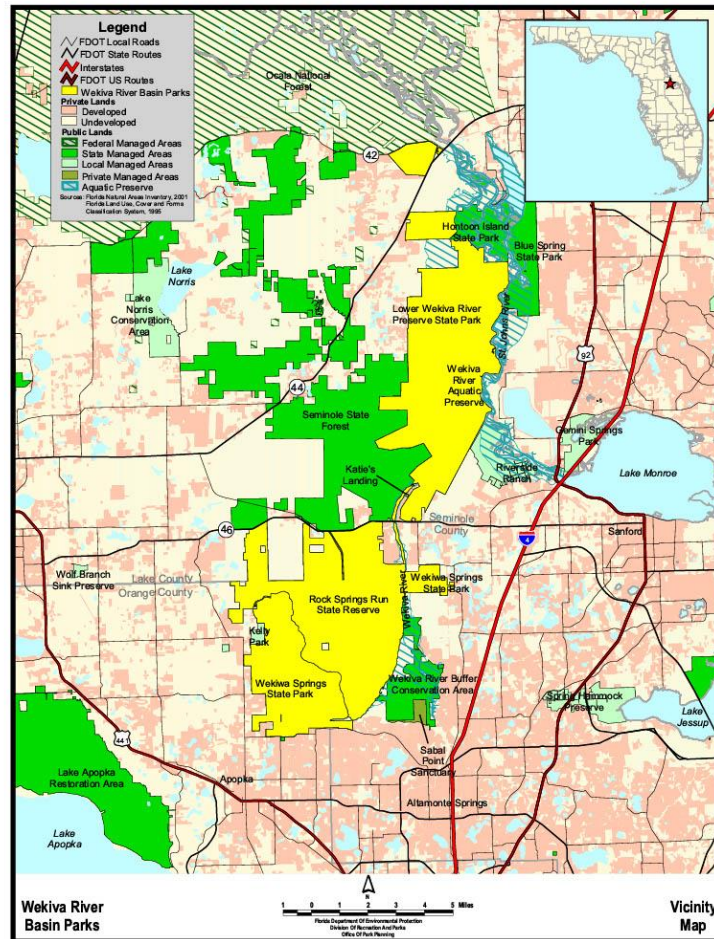 Legend
FDOT Local Roads
FDOT State Routes
Interstates
FDOT US Routes
Wekiva River Basin Parks
Private Lands
Developed
Undeveloped
Public Lands
Federal Managed Areas
State Managed Areas
Local Managed Areas
Private Managed Areas
Aquatic Preserve
Sources: Florida Natural Areas Inventory, 2001
Florida Land Use, Cover and Forms
Classification System, 1995
Ocala National
Forest
42
Hontoon Island
State Park
Blue Spring
State Park
Lake
Norris
Lake
Norris
Conservation
Area
Lower Wekiva River
Preserve State Park
St. Johns River
92
Wekiva
River
Aquatic
Preserve
44
Seminole State
Forest
Gemini Springs
Park
Katie's
Landing
Riverside
Ranch
Lake Monroe
46
Seminole
County
4
Sanford
Wolf Branch
Sink Preserve
Lake County
Orange County
Rock Springs Run
State Reserve
Wekiva River
Wekiwa Springs
State Park
Kelly
Park
Wekiwa Springs
State Park
Wekiva River Buffer
Conservation Area
Spring Hammock
Preserve
Lake
Jessup
441
Sabal
Point
Sanctuary
Lake Apopka
Restoration Area
Apopka
Altamonte Springs
Lake
Apopka
N
Wekiva River
Basin Parks
1 0 1 2 3 4 5 Miles
Florida Department Of Environmental Protection
Division Of Recreation And Parks
Office Of Park Planning
Vicinity
Map